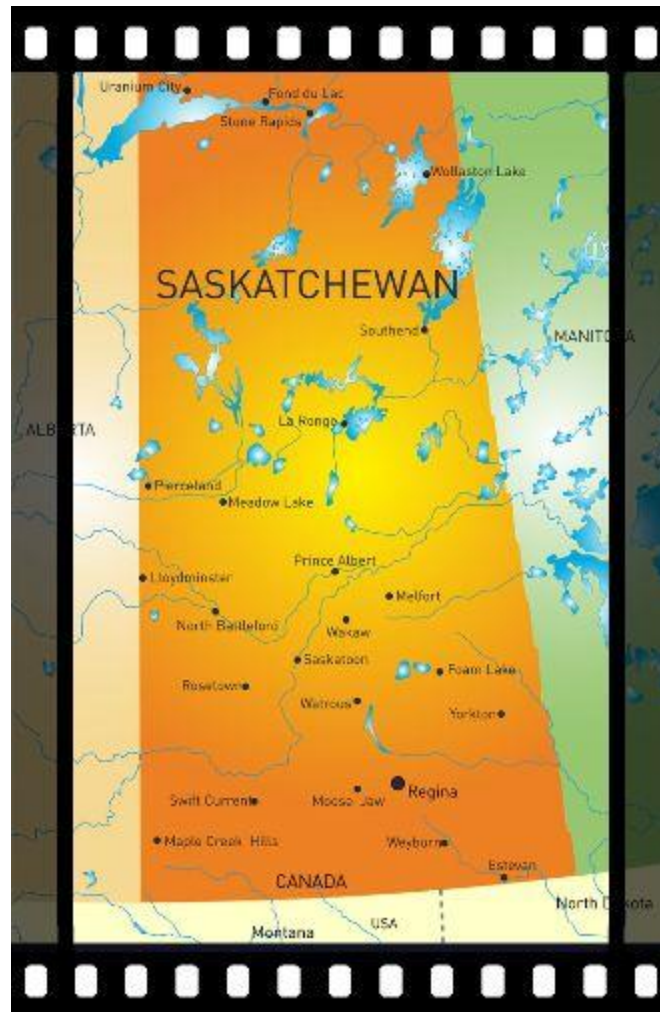 Uranium City
Fond du Lac
Stone Rapids
Wollaston Lake
SASKATCHEWAN
Southend
MANITOBA
La Ronge
ALBERTA
Pierceland
Meadow Lake
Prince Albert
Lloydminster
Melfort
North Battleford
Wakaw
Saskatoon
Foam Lake
Rosetown
Watrous
Yorkton
Regina
Swift Current
Moose Jaw
Maple Creek Hills
Weyburn
Estevan
CANADA
North Dakota
USA
Montana